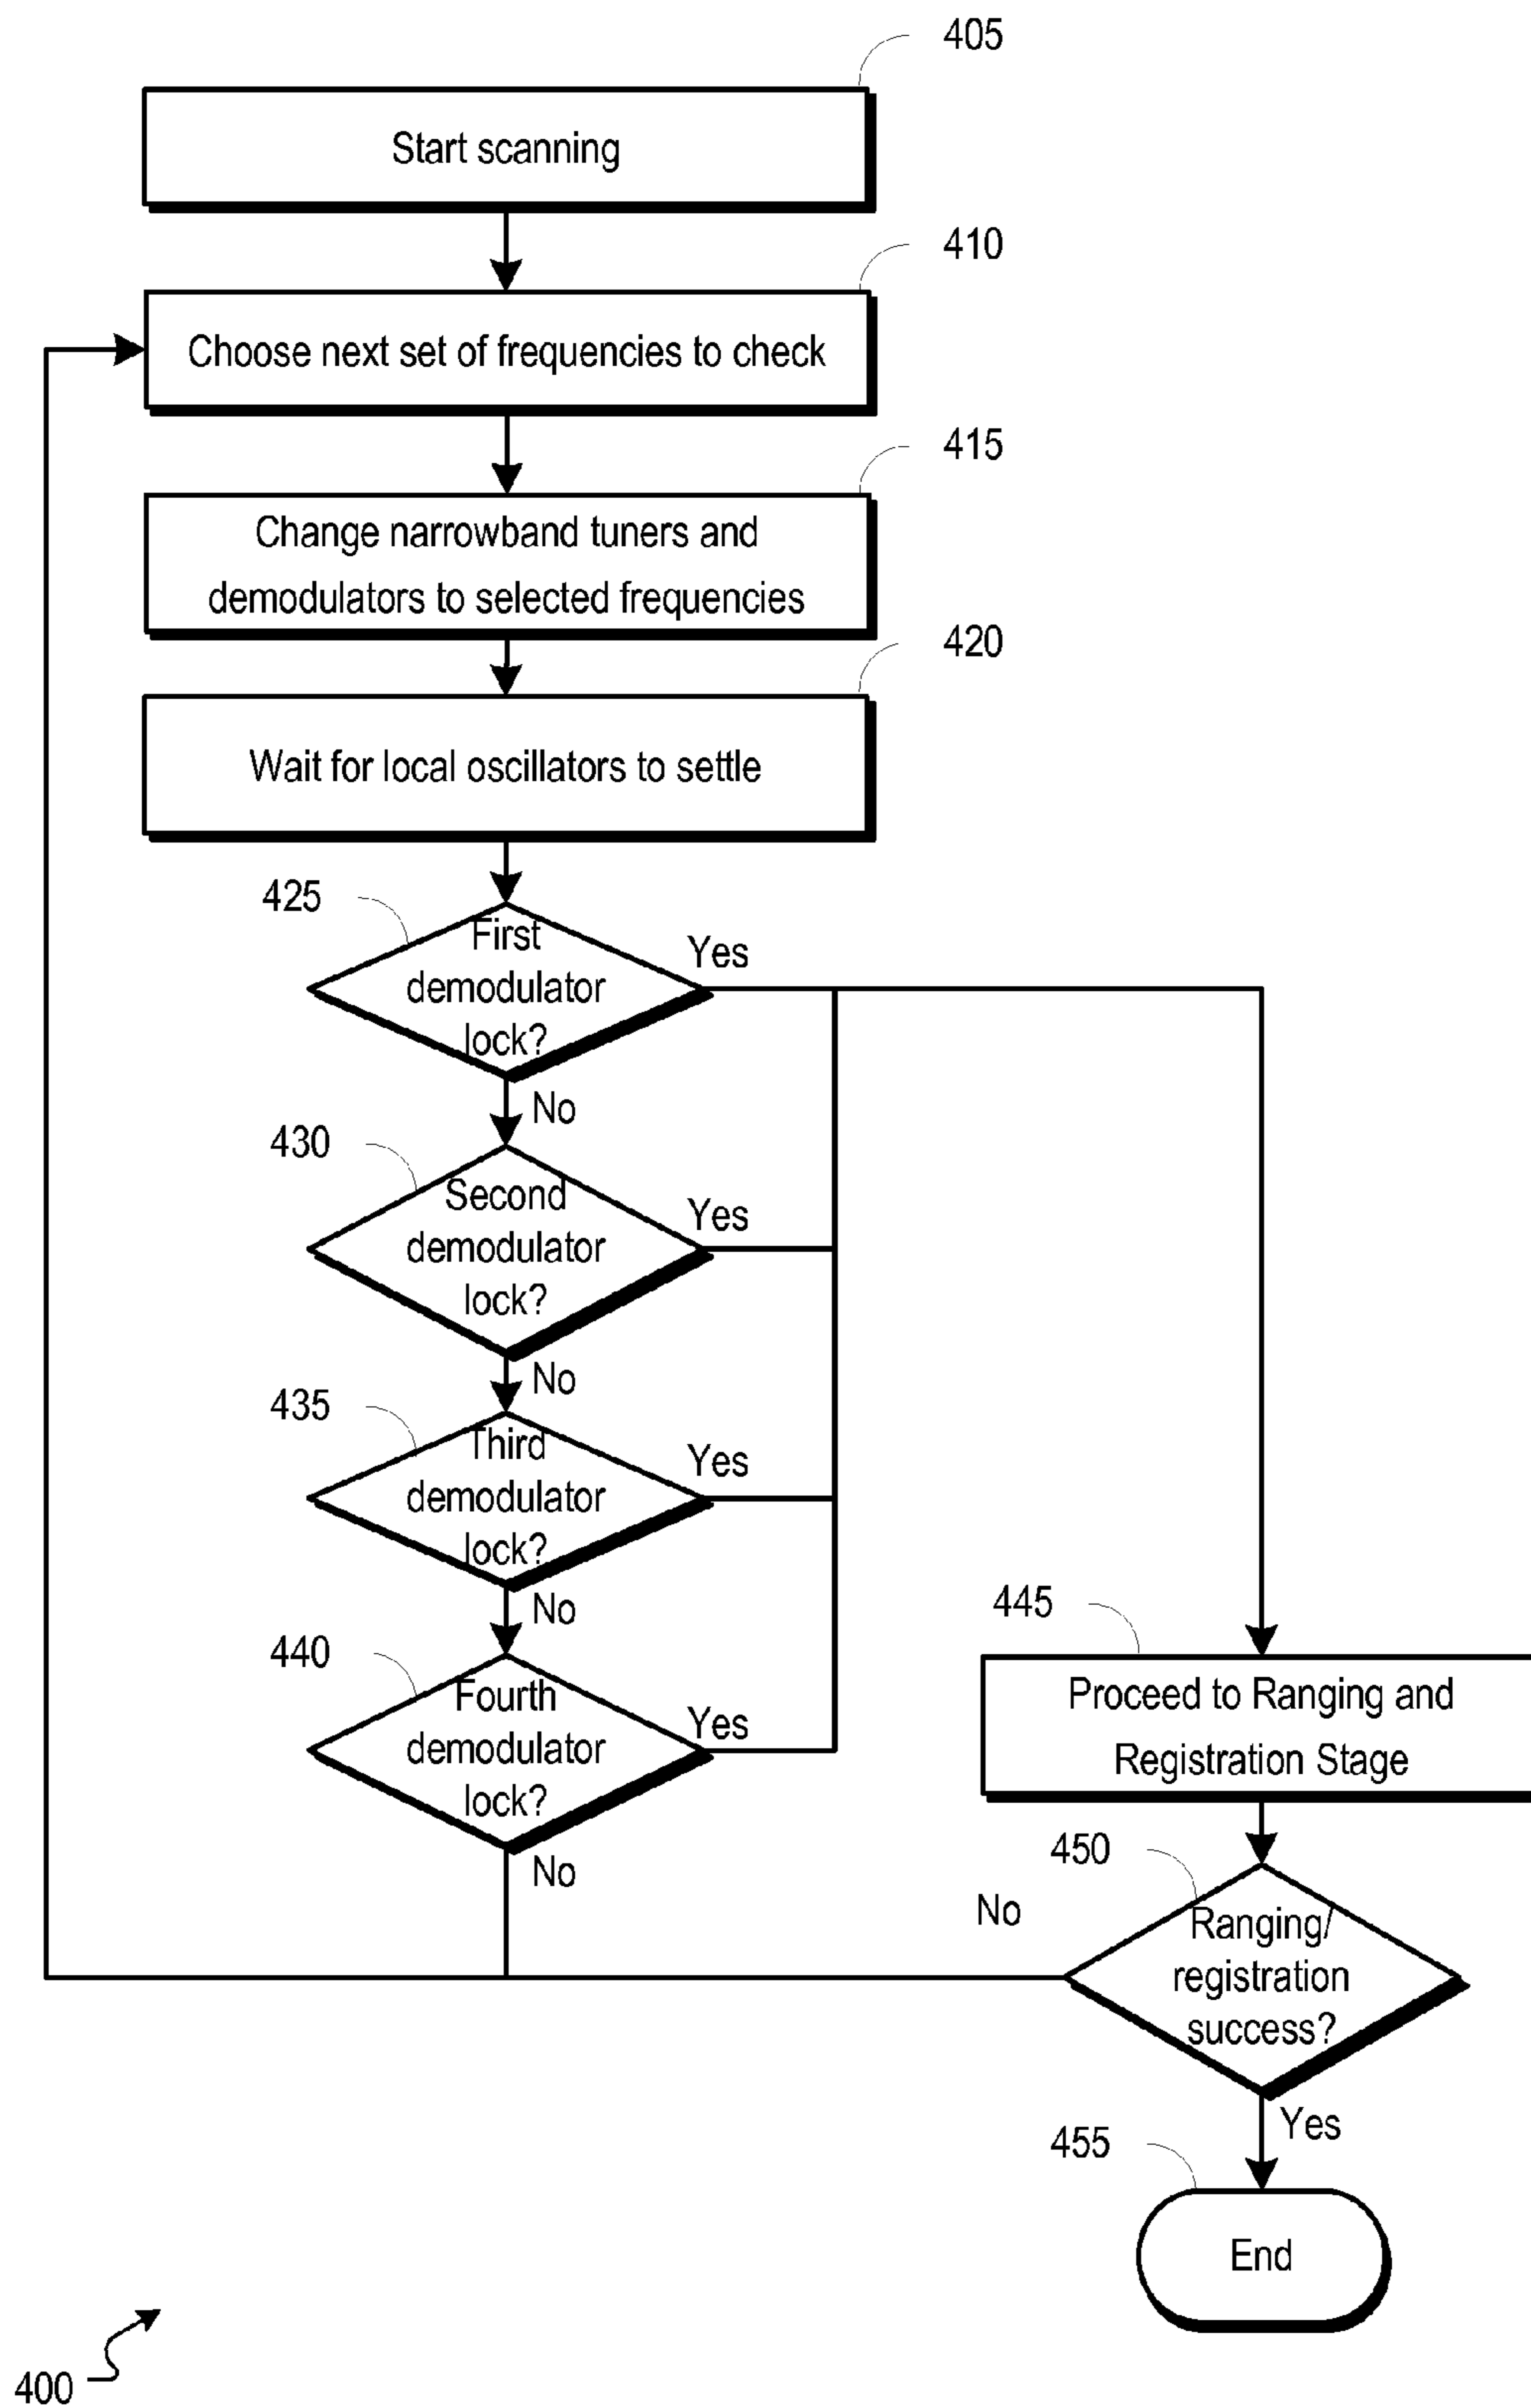 405
Start scanning
410
Choose next set of frequencies to check
415
Change narrowband tuners and
demodulators to selected frequencies
420
Wait for local oscillators to settle
425
First
demodulator
lock?
Yes
No
430
Second
demodulator
lock?
Yes
No
435
Third
demodulator
lock?
Yes
No
440
Fourth
demodulator
lock?
Yes
No
445
Proceed to Ranging and
Registration Stage
450
No
Ranging/
registration
success?
Yes
455
End
400